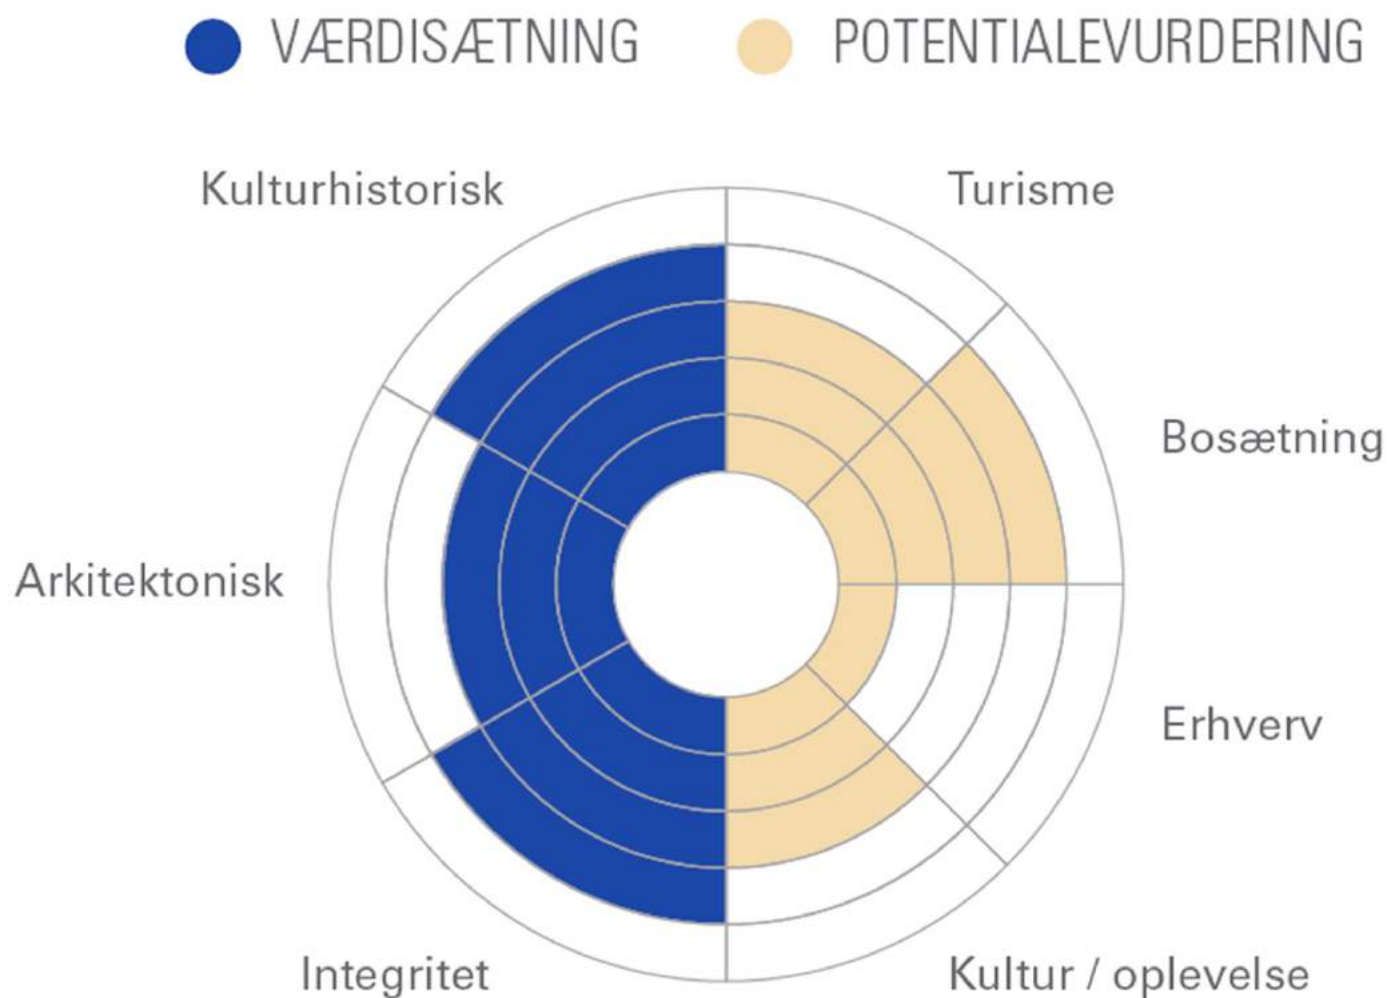 VÆRDISÆTNING
POTENTIALEVURDERING
Kulturhistorisk
Turisme
Bosætning
Arkitektonisk
Erhverv
Integritet
Kultur / oplevelse